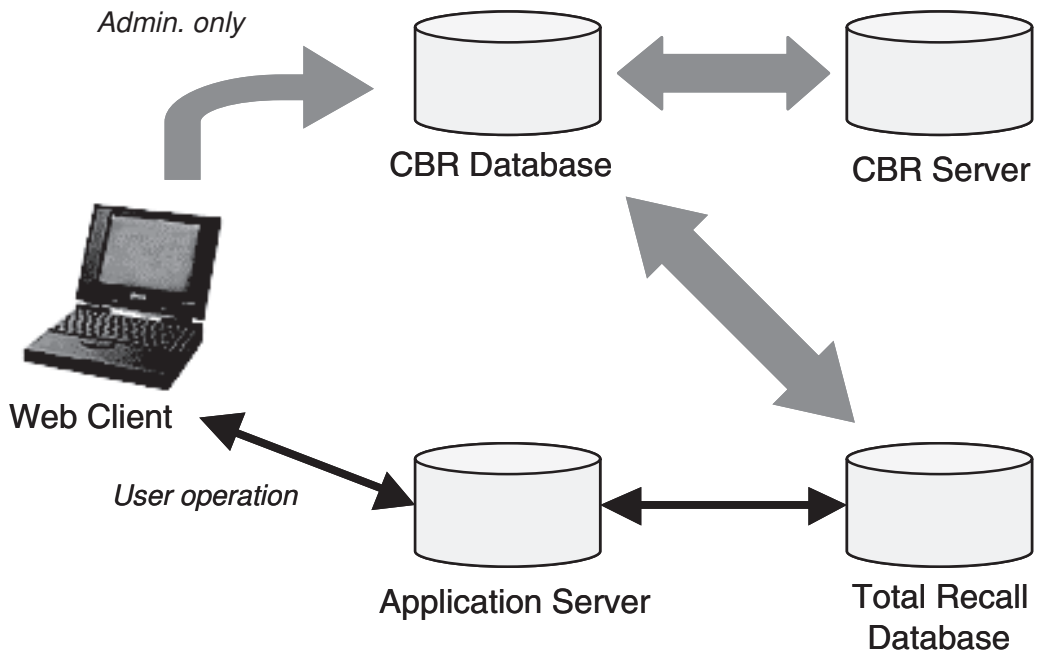 Admin. only
CBR Database
CBR Server
Web Client
User operation
Application Server
Total Recall
Database